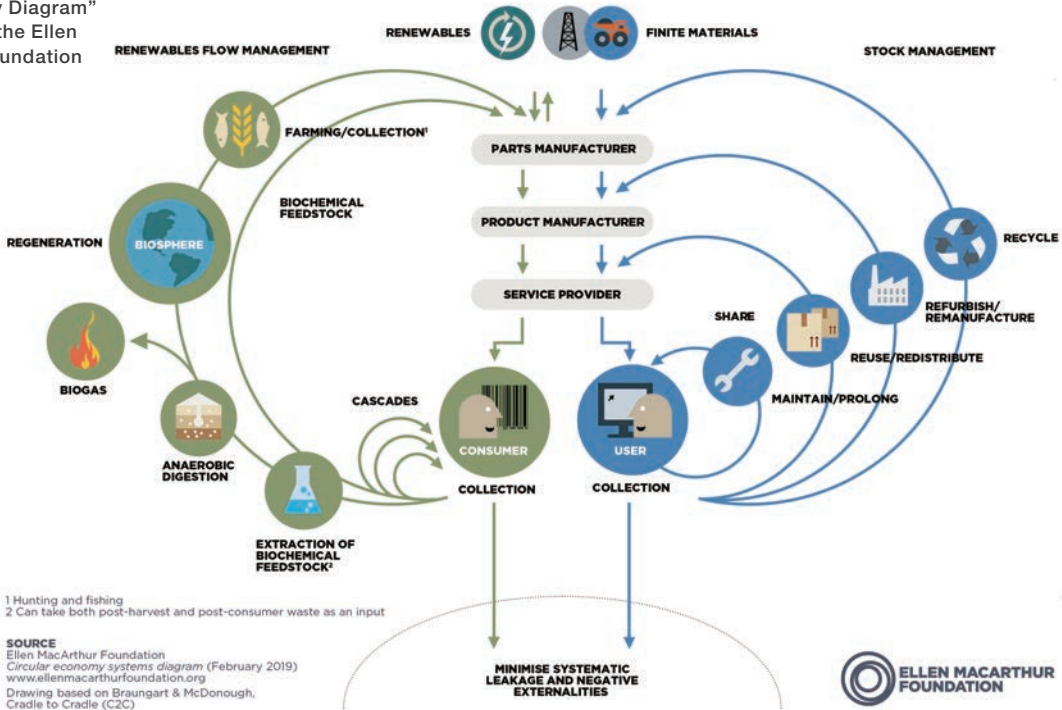 y Diagram”
the Ellen
undation
RENEWABLES FLOW MANAGEMENT
RENEWABLES
FINITE MATERIALS
STOCK MANAGEMENT
FARMING/COLLECTION¹
PARTS MANUFACTURER
BIOCHEMICAL
FEEDSTOCK
PRODUCT MANUFACTURER
REGENERATION
BIOSPHERE
RECYCLE
SERVICE PROVIDER
SHARE
REFURBISH/
REMANUFACTURE
REUSE/REDISTRIBUTE
BIOGAS
CASCADES
MAINTAIN/PROLONG
CONSUMER
USER
ANAEROBIC
DIGESTION
COLLECTION
COLLECTION
EXTRACTION OF
BIOCHEMICAL
FEEDSTOCK²
1 Hunting and fishing
2 Can take both post-harvest and post-consumer waste as an input
SOURCE
Ellen MacArthur Foundation
Circular economy systems diagram (February 2019)
www.ellenmacarthurfoundation.org
Drawing based on Braungart & McDonough,
Cradle to Cradle (C2C)
MINIMISE SYSTEMATIC
LEAKAGE AND NEGATIVE
EXTERNALITIES
ELLEN MACARTHUR
FOUNDATION